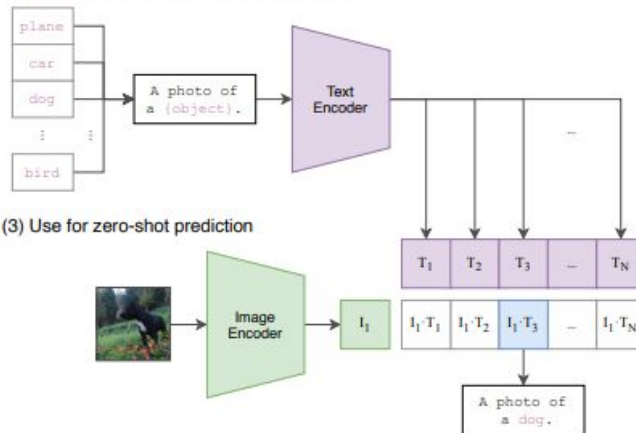 plane
car
dog
⋮ ⋮
bird
A photo of
a {object}.
Text
Encoder
...
(3) Use for zero-shot prediction
T1 T2 T3 ... TN
Image
Encoder
I1
I1·T1 I1·T2 I1·T3 ... I1·TN
A photo of
a dog.